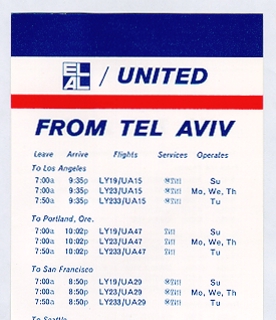 EL AL / UNITED
FROM TEL AVIV
Leave Arrive Flights Services Operates
To Los Angeles
7:00a 9:35p LY19/UA15 Su
7:00a 9:35p LY23/UA15 Mo, We, Th
7:50a 9:35p LY233/UA15 Tu
To Portland, Ore.
7:00a 10:02p LY19/UA47 Su
7:00a 10:02p LY23/UA47 Mo, We, Th
7:50a 10:02p LY233/UA47 Tu
To San Francisco
7:00a 8:50p LY19/UA29 Su
7:00a 8:50p LY23/UA29 Mo, We, Th
7:50a 8:50p LY233/UA29 Tu
To Seattle